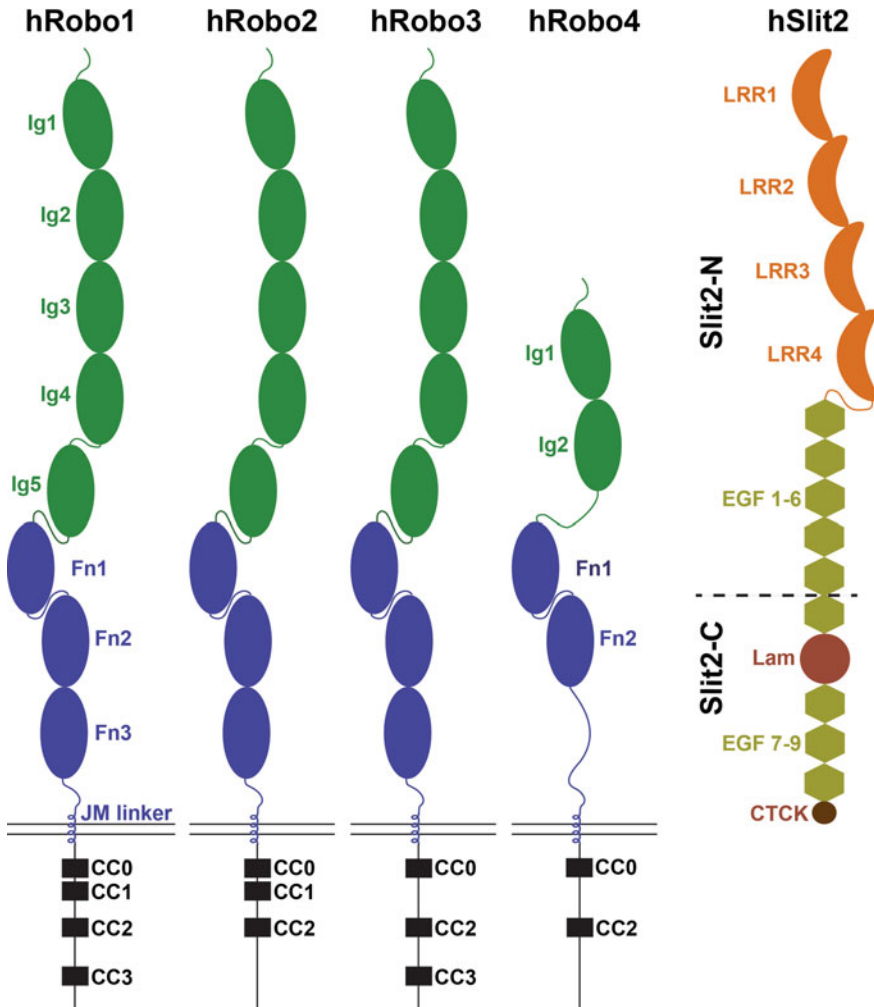 hRobo1 hRobo2 hRobo3 hRobo4 hSlit2
Ig1
Ig2
Ig3
Ig4
Ig5
Fn1
Fn2
Fn3
JM linker
CC0
CC1
CC2
CC3
CC0
CC1
CC2
CC0
CC2
CC3
Ig1
Ig2
Fn1
Fn2
CC0
CC2
LRR1
LRR2
LRR3
LRR4
Slit2-N
EGF 1-6
Slit2-C
Lam
EGF 7-9
CTCK